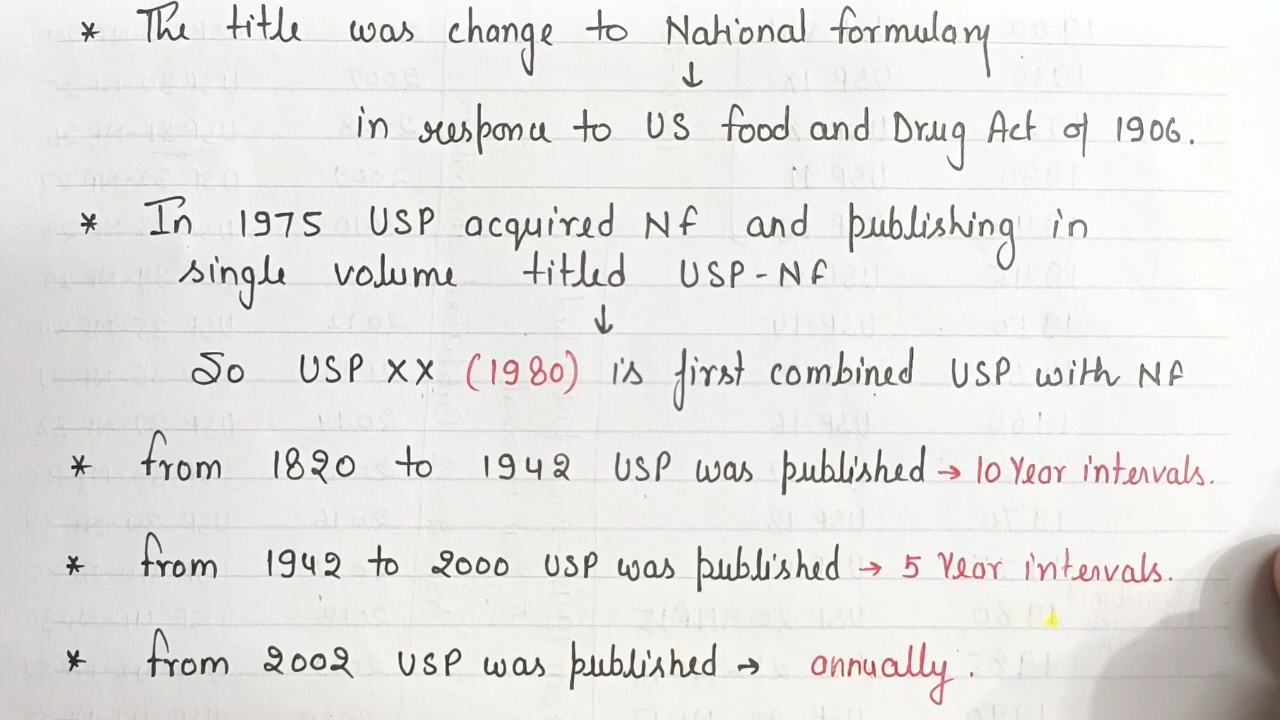 * The title was change to National formulary
↓
in responce to US food and Drug Act of 1906.
* In 1975 USP acquired Nf and publishing in
single volume titled USP-Nf
↓
So USP XX (1980) is first combined USP with Nf
* from 1820 to 1942 USP was published → 10 Year intervals.
* from 1942 to 2000 USP was published → 5 Year intervals.
* from 2002 USP was published → annually.